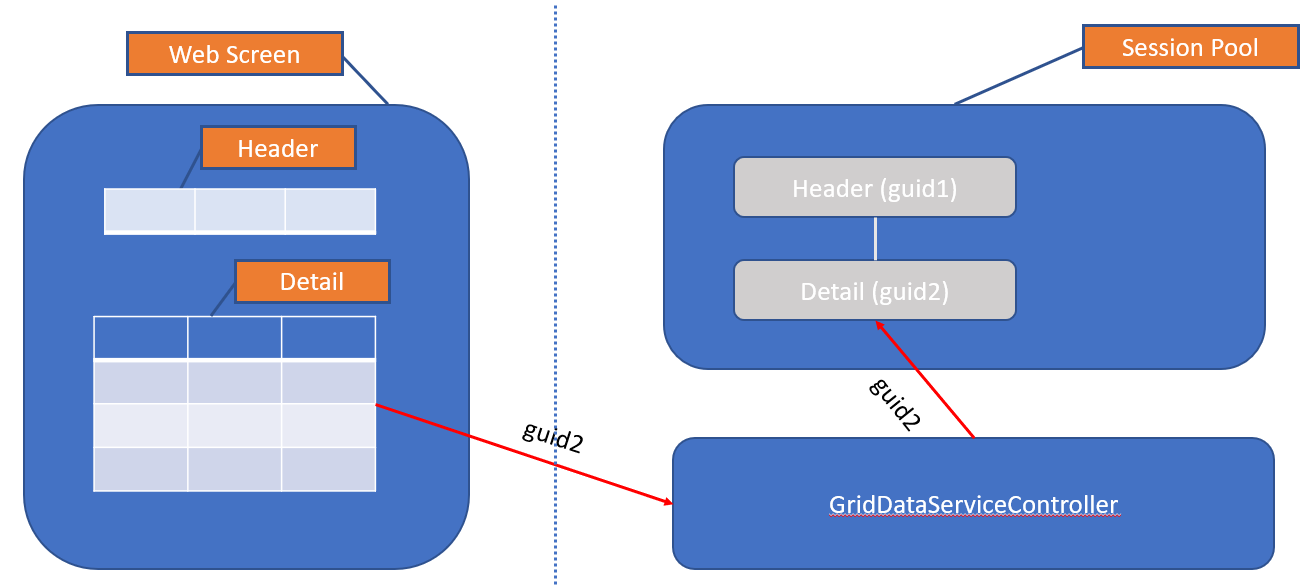 Web Screen
Session Pool
Header
Header (guid1)
Detail
Detail (guid2)
guid2
guid2
GridDataServiceController